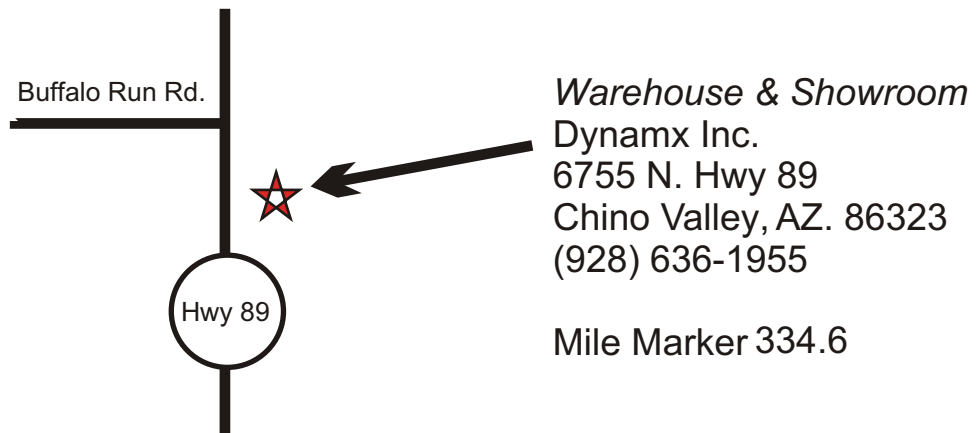 Buffalo Run Rd.
Warehouse & Showroom
Dynamx Inc.
6755 N. Hwy 89
Chino Valley, AZ. 86323
(928) 636-1955
Hwy 89
Mile Marker 334.6